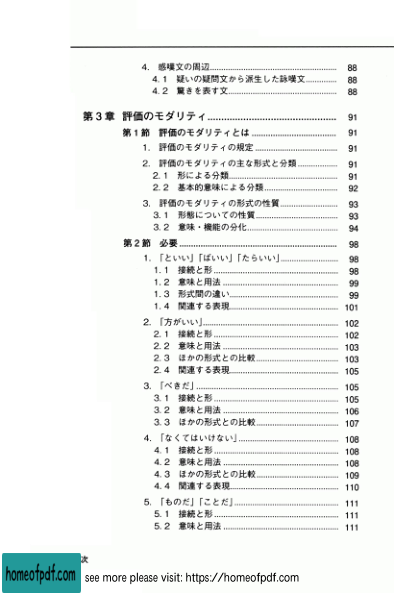 4. 感嘆文の周辺 88
4. 1 疑いの疑問文から派生した詠嘆文 88
4. 2 驚きを表す文 88
第3章 評価のモダリティ 91
第1節 評価のモダリティとは 91
1. 評価のモダリティの規定 91
2. 評価のモダリティの主な形式と分類 91
2. 1 形による分類 91
2. 2 基本的意味による分類 92
3. 評価のモダリティの形式の性質 93
3. 1 形態についての性質 93
3. 2 意味・機能の分化 94
第2節 必要 98
1. 「といい」「ばいい」「たらいい」 98
1. 1 接続と形 98
1. 2 意味と用法 99
1. 3 形式間の違い 99
1. 4 関連する表現 101
2. 「方がいい」 102
2. 1 接続と形 102
2. 2 意味と用法 103
2. 3 ほかの形式との比較 103
2. 4 関連する表現 105
3. 「べきだ」 105
3. 1 接続と形 105
3. 2 意味と用法 106
3. 3 ほかの形式との比較 107
4. 「なくてはいけない」 108
4. 1 接続と形 108
4. 2 意味と用法 108
4. 3 ほかの形式との比較 109
4. 4 関連する表現 110
5. 「ものだ」「ことだ」 111
5. 1 接続と形 111
5. 2 意味と用法 111
次
homeofpdf.com see more please visit: https://homeofpdf.com